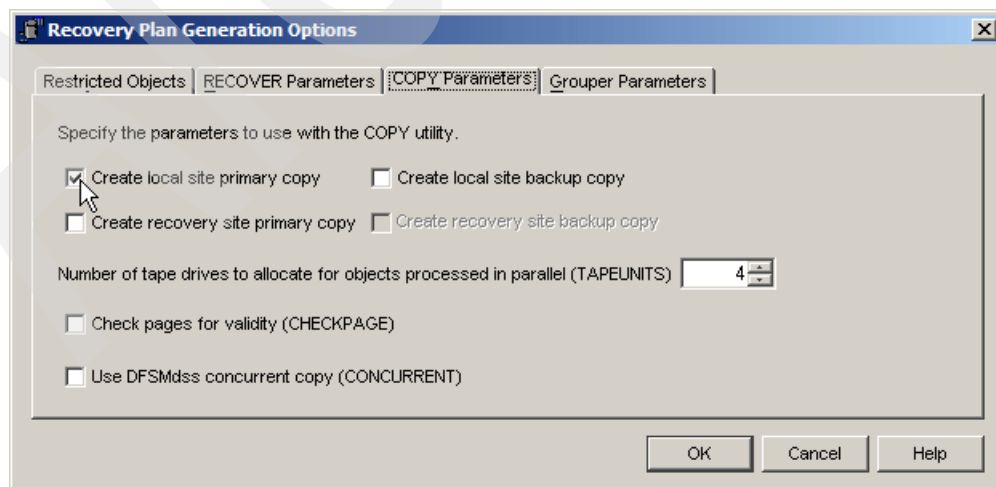 Recovery Plan Generation Options
Restricted Objects RECOVER Parameters COPY Parameters Grouper Parameters
Specify the parameters to use with the COPY utility.
Create local site primary copy Create local site backup copy
Create recovery site primary copy Create recovery site backup copy
Number of tape drives to allocate for objects processed in parallel (TAPEUNITS) 4
Check pages for validity (CHECKPAGE)
Use DFSMdss concurrent copy (CONCURRENT)
OK Cancel Help